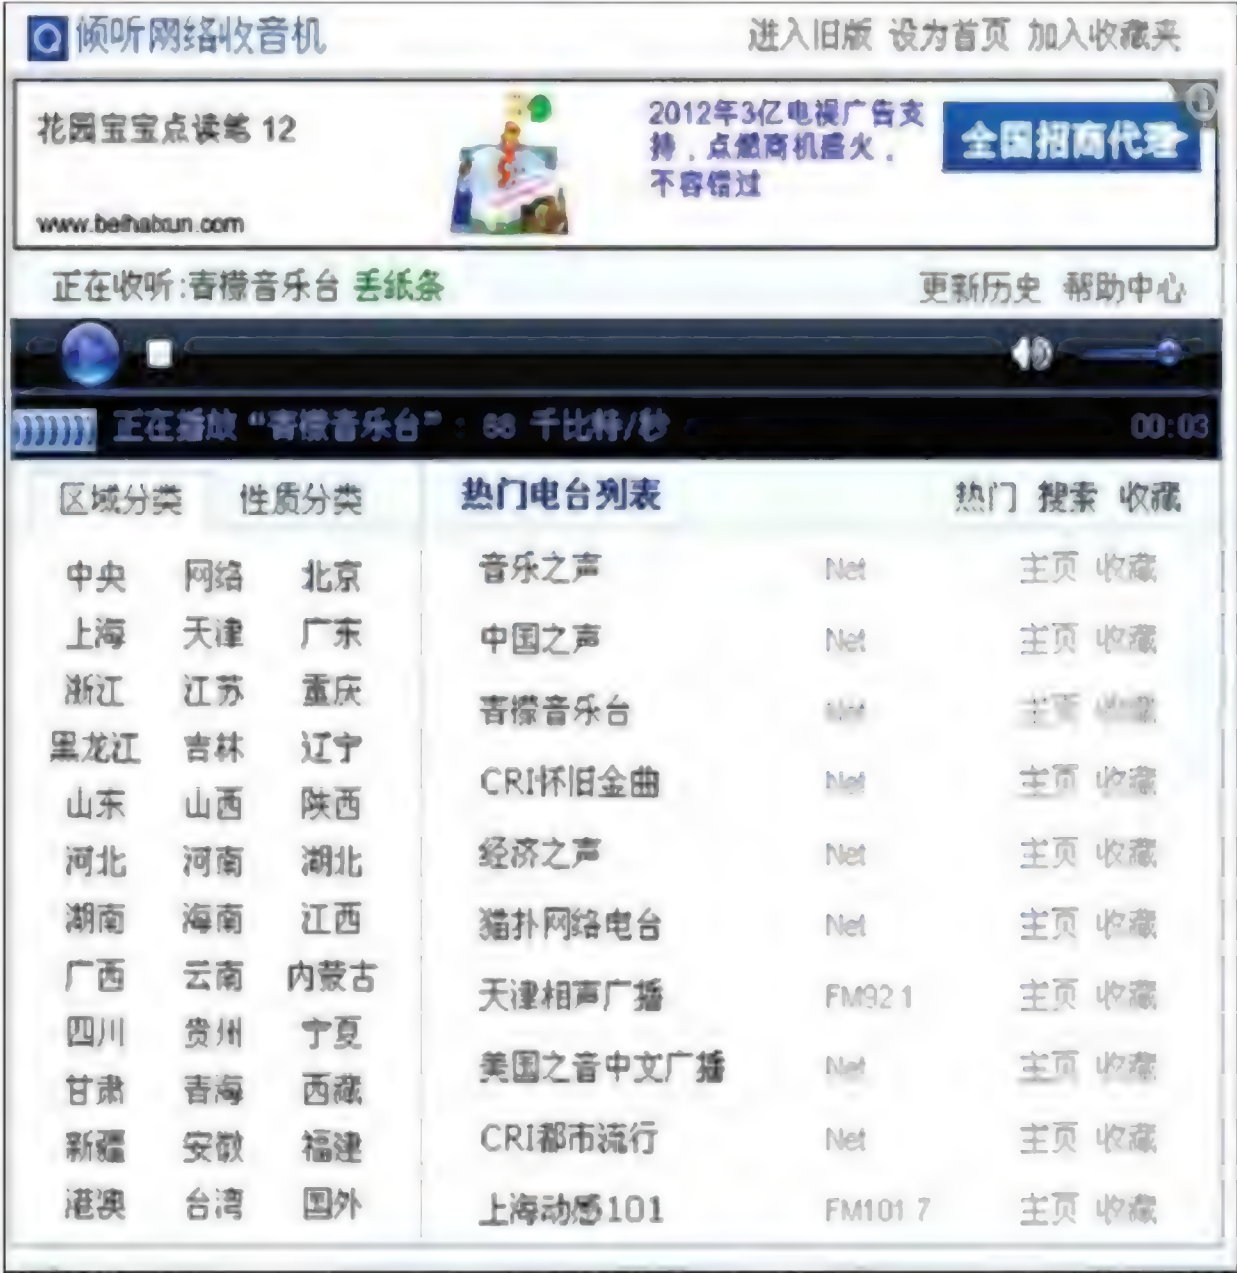 倾听网络收音机 进入旧版 设为首页 加入收藏夹
花园宝宝点读笔 12
www.beihaixun.com
2012年3亿电视广告支
持，点燃商机盛火，
不容错过
全国招商代理
正在收听:青檬音乐台 丢纸条 更新历史 帮助中心
正在播放“青檬音乐台”：68 千比特/秒 00:03
区域分类 性质分类
中央 网络 北京
上海 天津 广东
浙江 江苏 重庆
黑龙江 吉林 辽宁
山东 山西 陕西
河北 河南 湖北
湖南 海南 江西
广西 云南 内蒙古
四川 贵州 宁夏
甘肃 青海 西藏
新疆 安徽 福建
港澳 台湾 国外
热门电台列表 热门 搜索 收藏
音乐之声 Net 主页 收藏
中国之声 Net 主页 收藏
青檬音乐台 Net 主页 收藏
CRI怀旧金曲 Net 主页 收藏
经济之声 Net 主页 收藏
猫扑网络电台 Net 主页 收藏
天津相声广播 FM92.1 主页 收藏
美国之音中文广播 Net 主页 收藏
CRI都市流行 Net 主页 收藏
上海动感101 FM101.7 主页 收藏